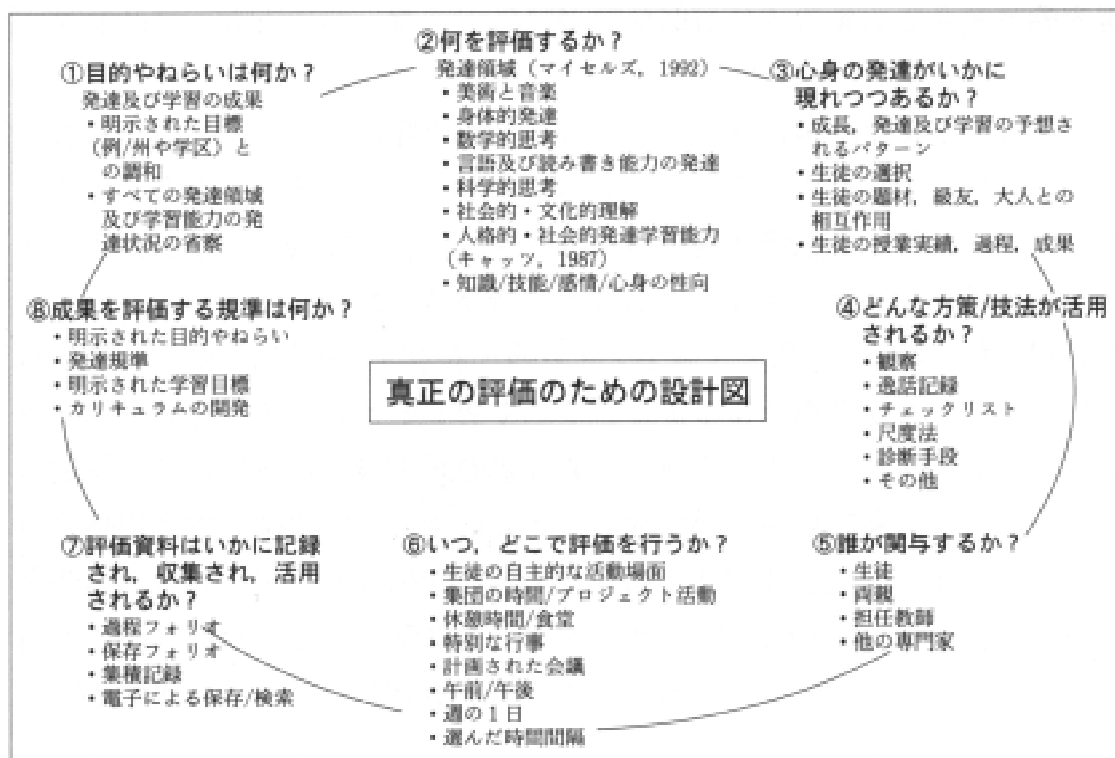 ①目的やねらいは何か？
発達及び学習の成果
・明示された目標
（例/州や学区）と
の調和
・すべての発達領域
及び学習能力の発
達状況の省察
②何を評価するか？
発達領域（マイセルズ，1992）
・美術と音楽
・身体的発達
・数学的思考
・言語及び読み書き能力の発達
・科学的思考
・社会的・文化的理解
・人格的・社会的発達学習能力
（キャッツ，1987）
・知識/技能/感情/心身の性向
③心身の発達がいかに
現れつつあるか？
・成長，発達及び学習の予想さ
れるパターン
・生徒の選択
・生徒の題材，級友，大人との
相互作用
・生徒の授業実績，過程，成果
④どんな方策/技法が活用
されるか？
・観察
・逸話記録
・チェックリスト
・尺度法
・診断手段
・その他
⑤誰が関与するか？
・生徒
・両親
・担任教師
・他の専門家
⑥いつ，どこで評価を行うか？
・生徒の自主的な活動場面
・集団の時間/プロジェクト活動
・休憩時間/食堂
・特別な行事
・計画された会議
・午前/午後
・週の１日
・選んだ時間間隔
⑦評価資料はいかに記録
され，収集され，活用
されるか？
・過程フォリオ
・保存フォリオ
・集積記録
・電子による保存/検索
⑧成果を評価する規準は何か？
・明示された目的やねらい
・発達規準
・明示された学習目標
・カリキュラムの開発
真正の評価のための設計図